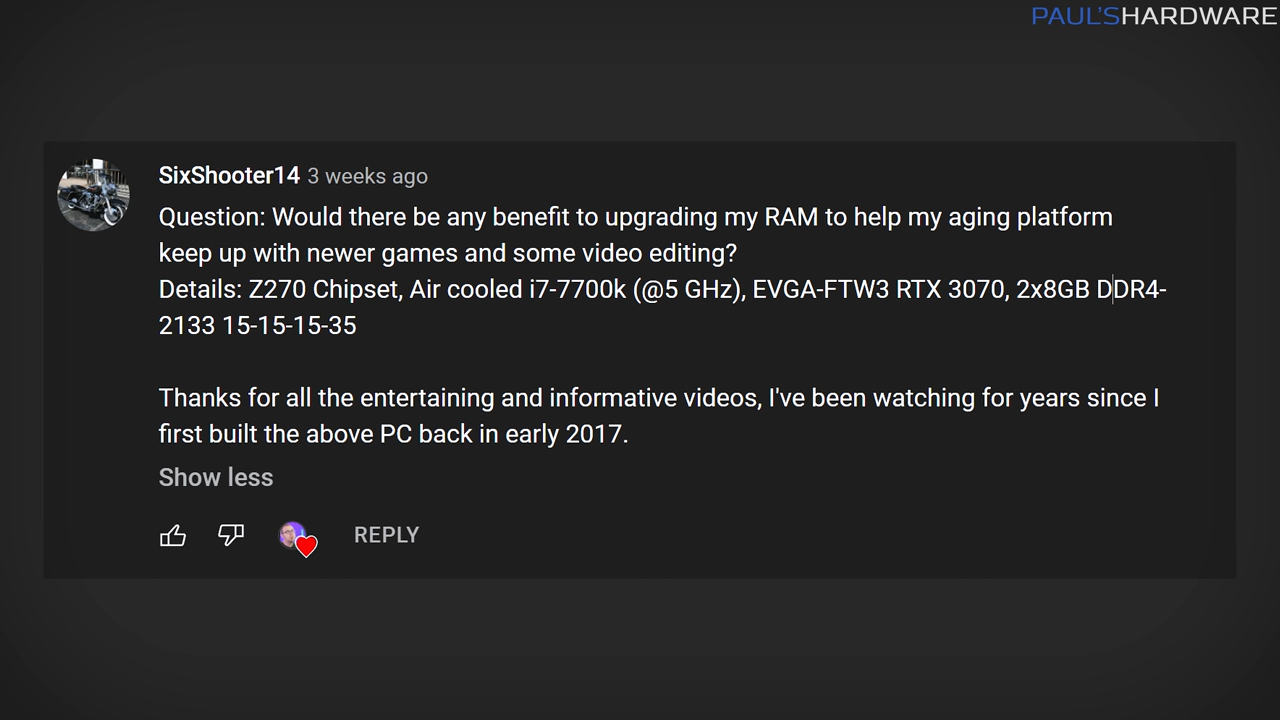 PAUL'SHARDWARE
SixShooter14 3 weeks ago
Question: Would there be any benefit to upgrading my RAM to help my aging platform
keep up with newer games and some video editing?
Details: Z270 Chipset, Air cooled i7-7700k (@5 GHz), EVGA-FTW3 RTX 3070, 2x8GB DDR4-
2133 15-15-15-35
Thanks for all the entertaining and informative videos, I've been watching for years since I
first built the above PC back in early 2017.
Show less
REPLY